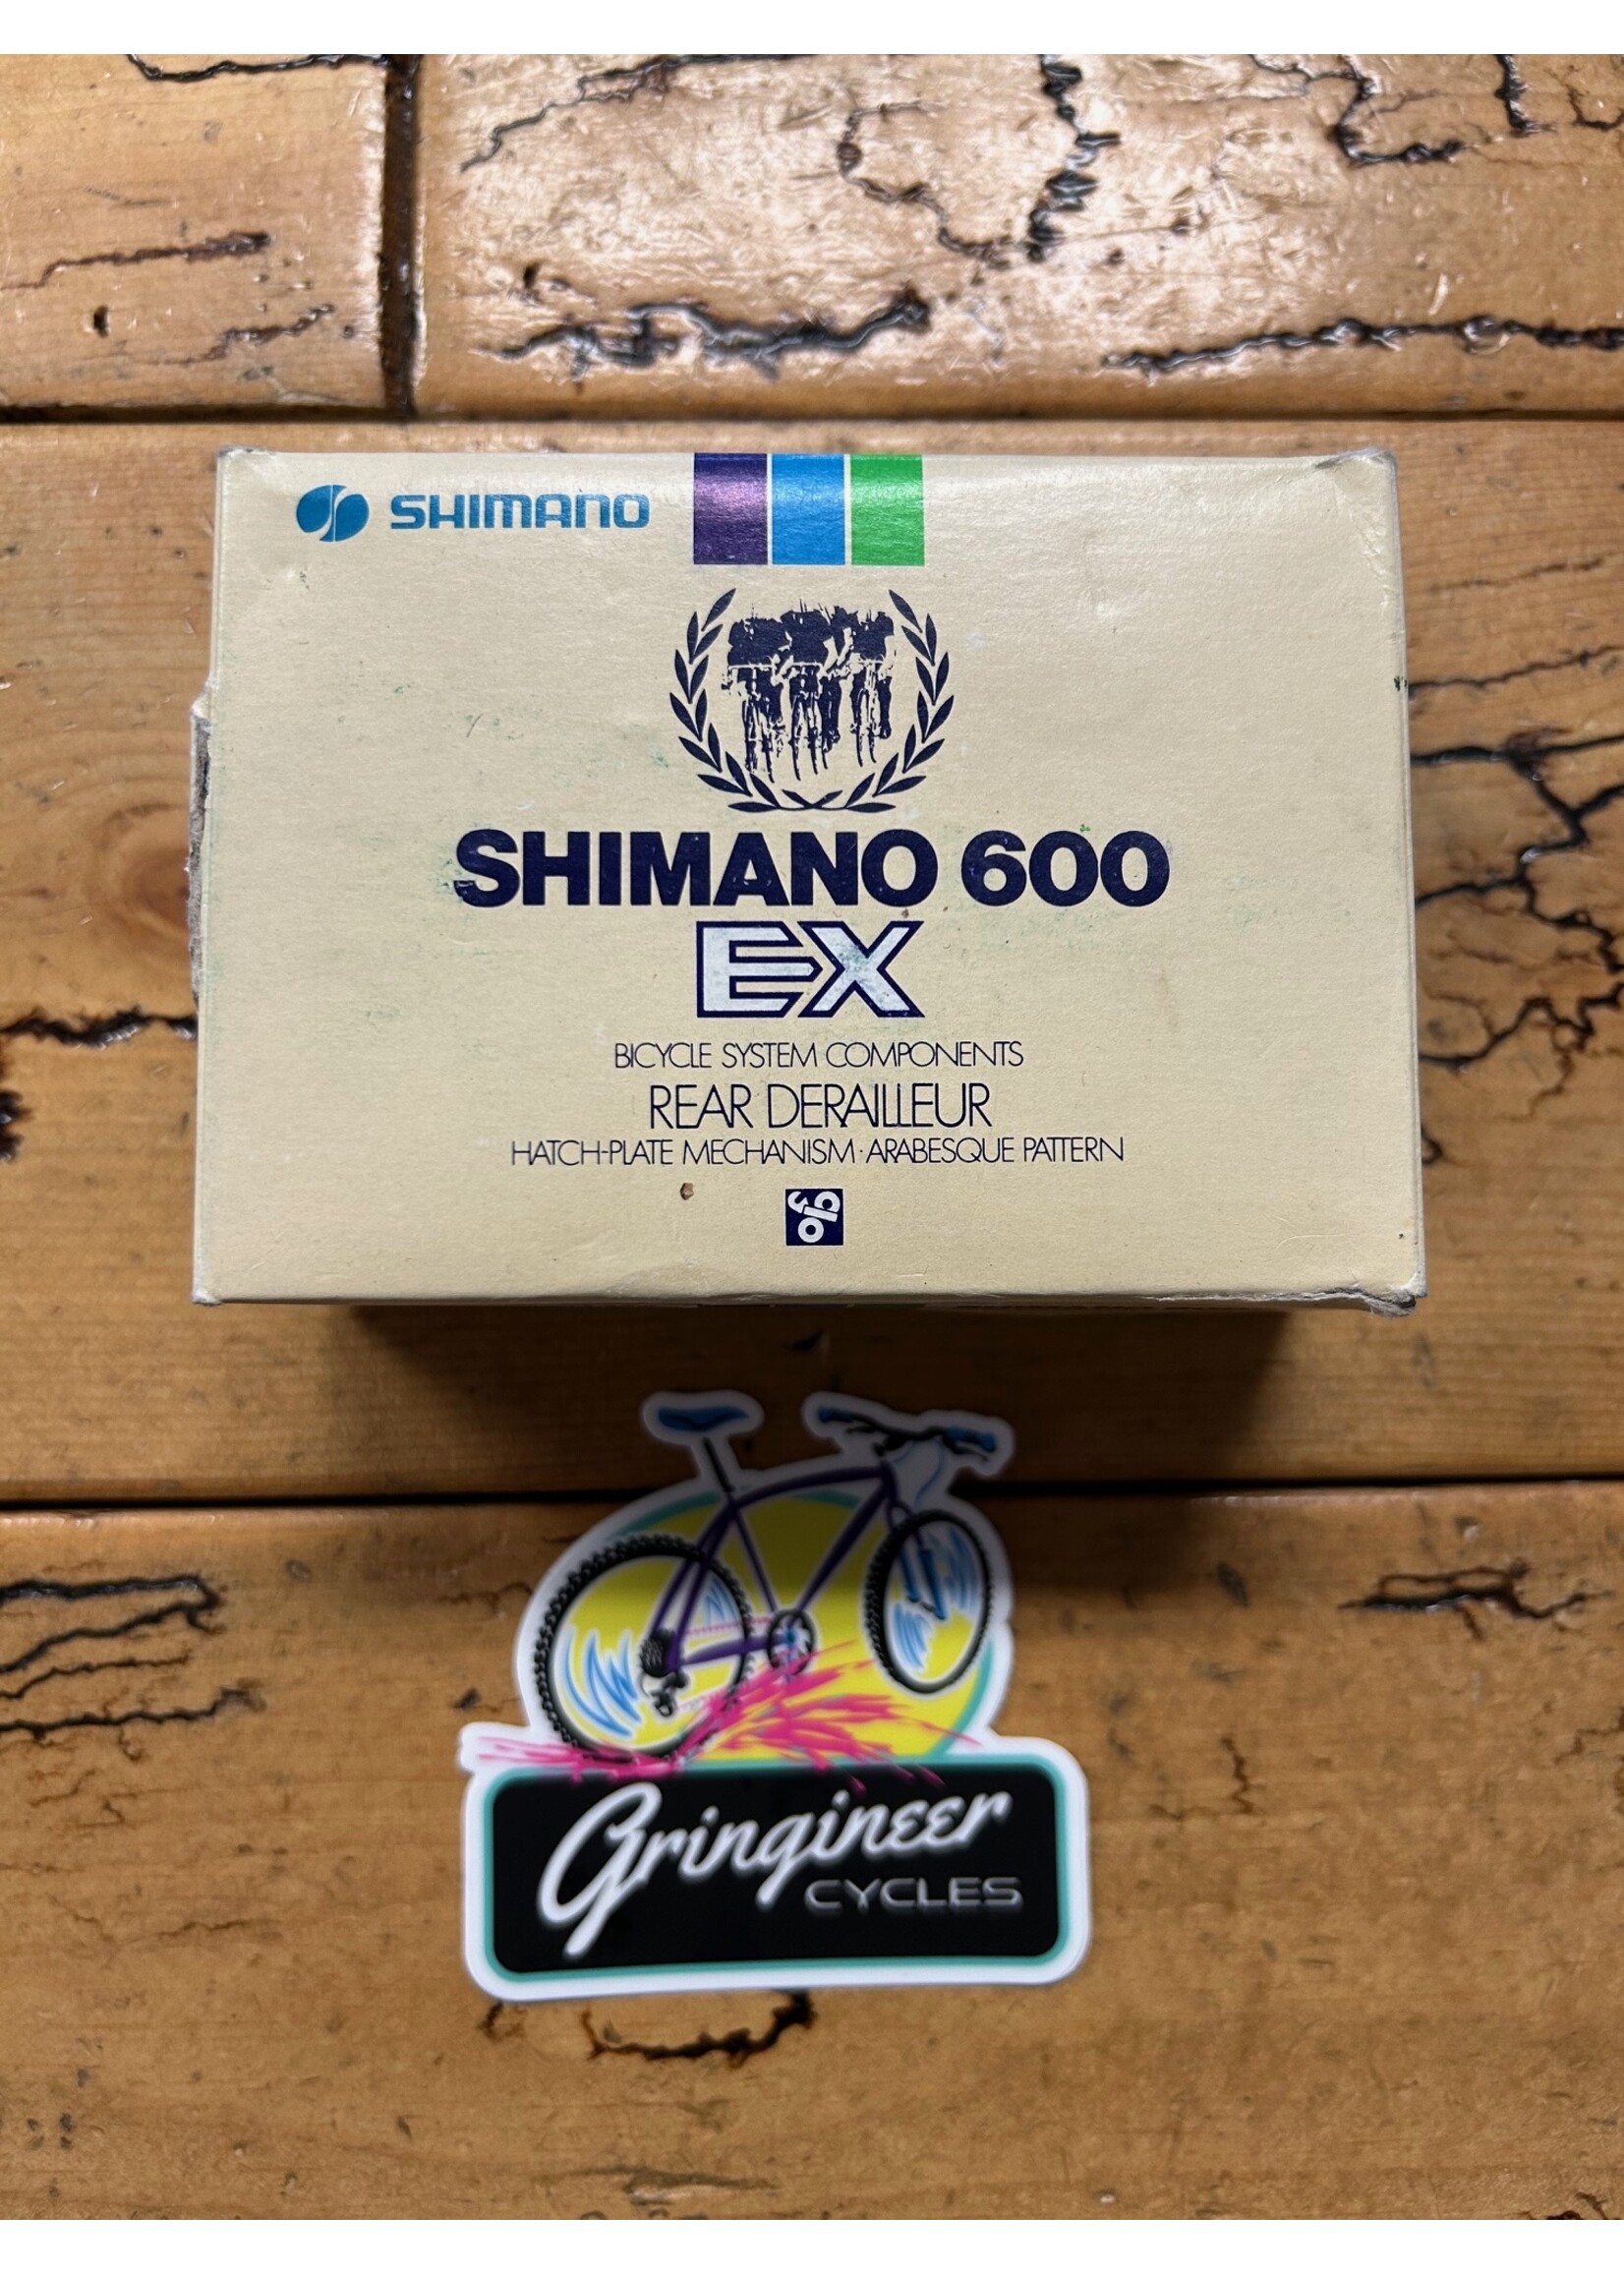 SHIMANO
SHIMANO 600
EX
BICYCLE SYSTEM COMPONENTS
REAR DERAILLEUR
HATCH-PLATE MECHANISM·ARABESQUE PATTERN
Gringineer
CYCLES